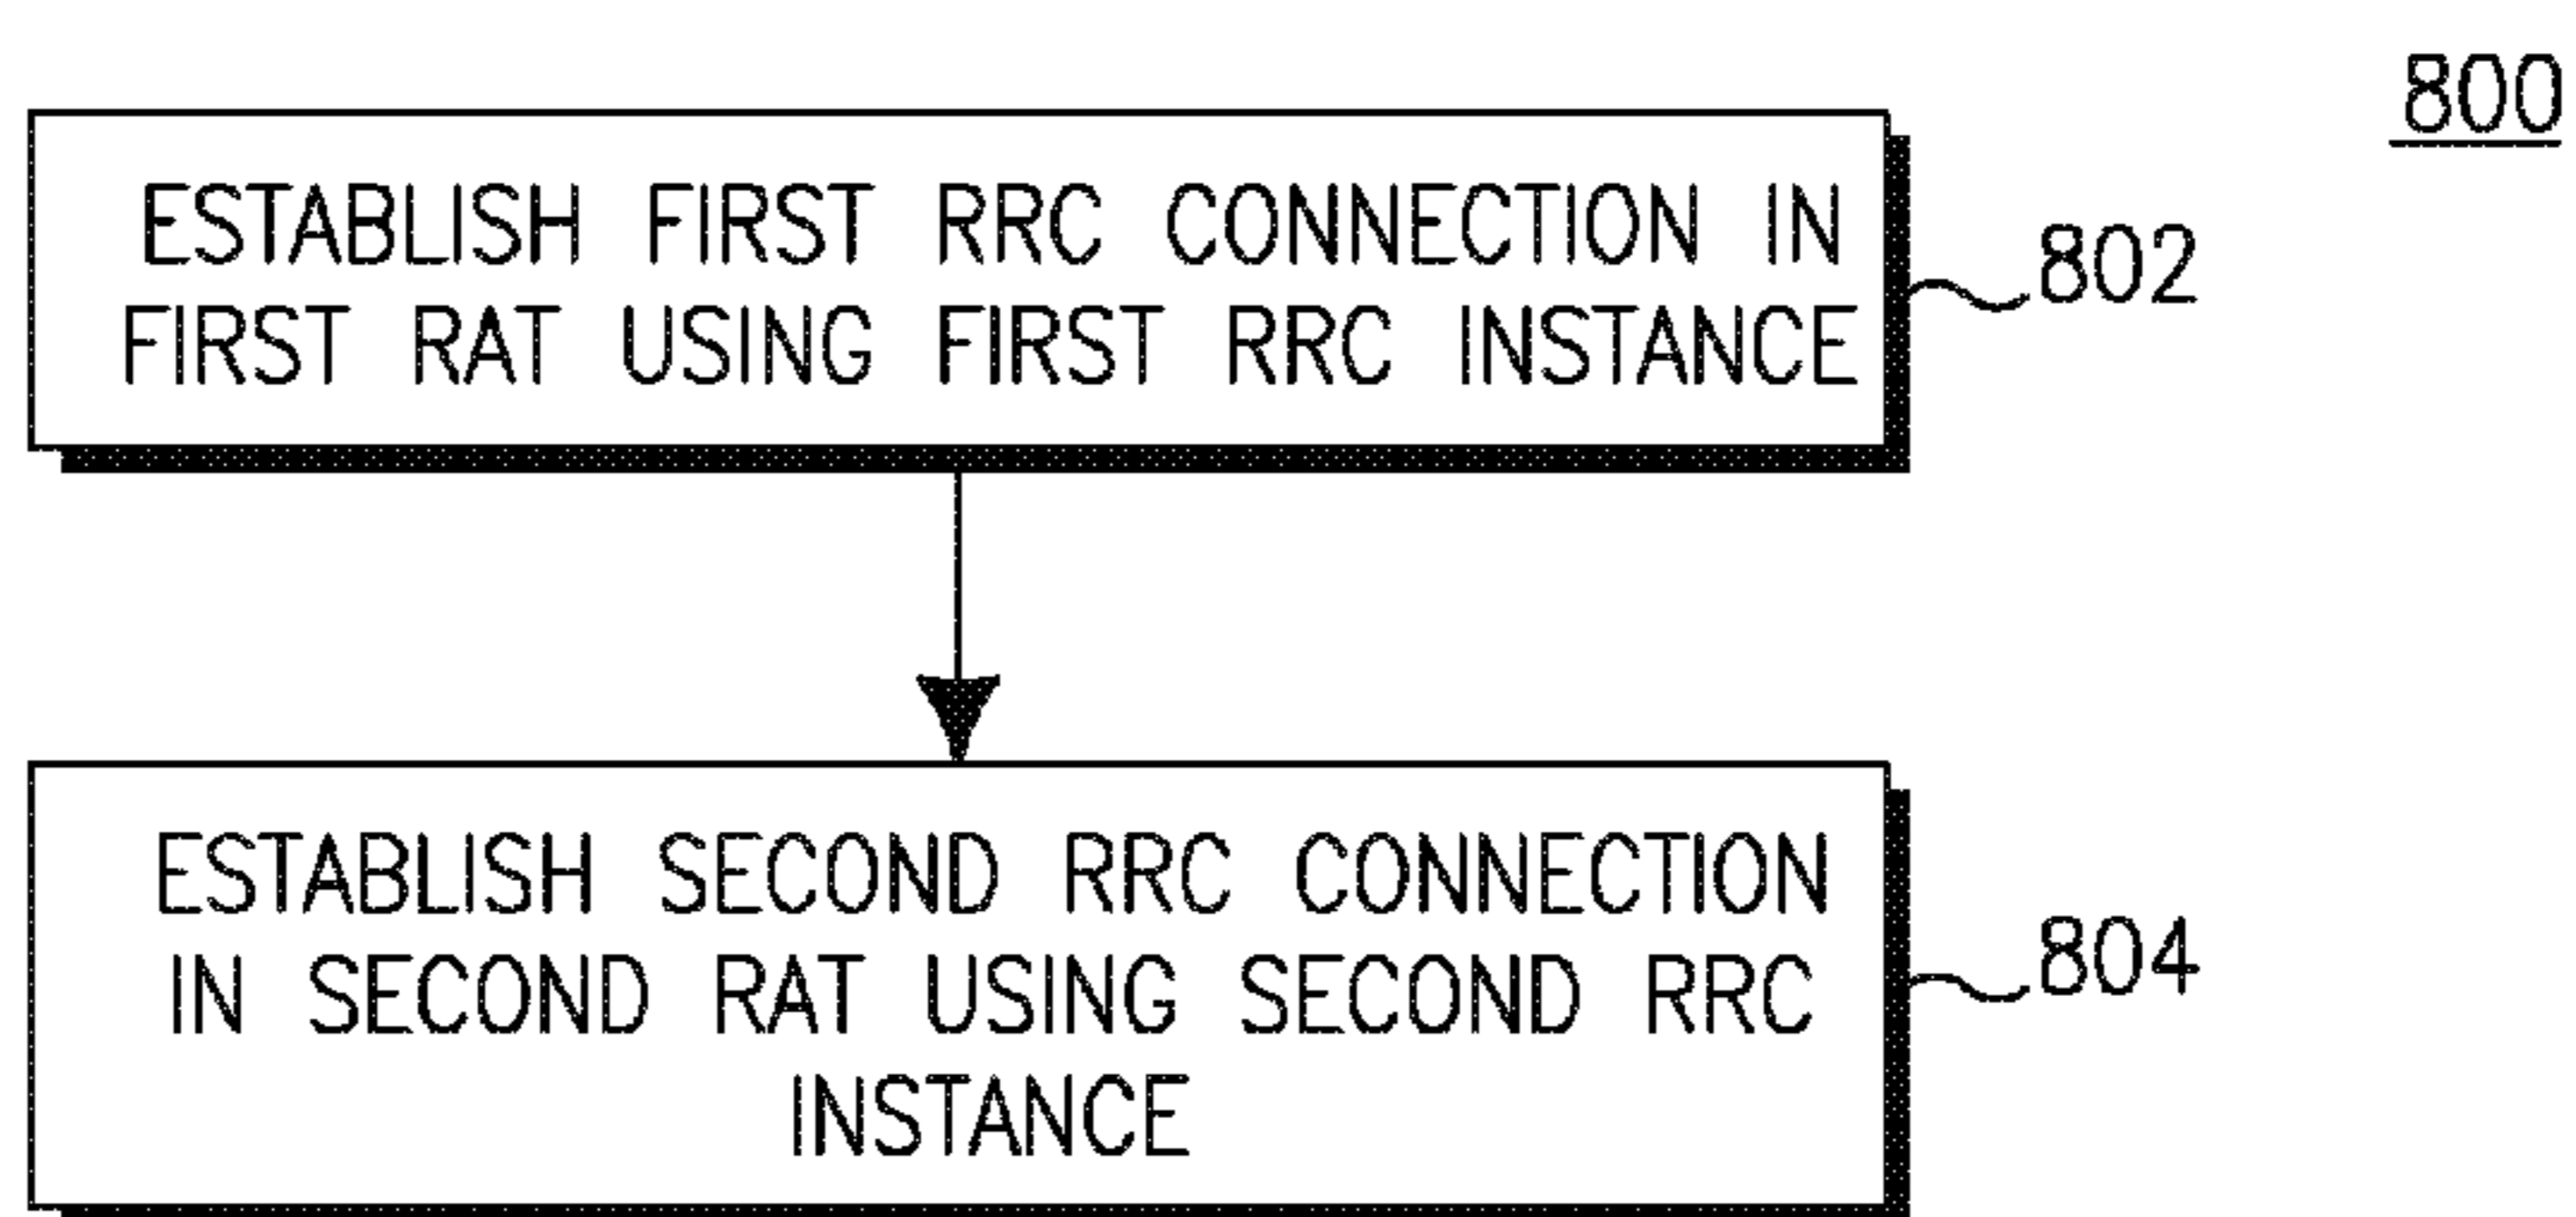 800
ESTABLISH FIRST RRC CONNECTION IN
FIRST RAT USING FIRST RRC INSTANCE
802
ESTABLISH SECOND RRC CONNECTION
IN SECOND RAT USING SECOND RRC
INSTANCE
804